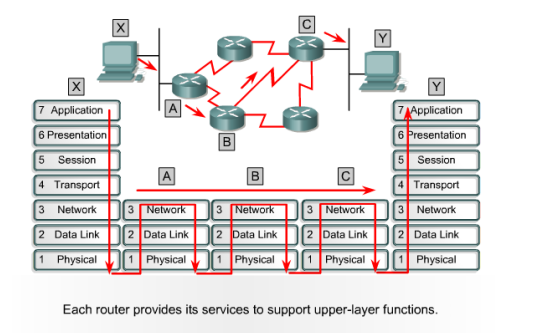 X
C
Y
A
B
X
Y
7 Application
7 Application
6 Presentation
6 Presentation
5 Session
5 Session
4 Transport
A
B
C
4 Transport
3 Network
3 Network
3 Network
3 Network
3 Network
2 Data Link
2 Data Link
2 Data Link
2 Data Link
2 Data Link
1 Physical
1 Physical
1 Physical
1 Physical
1 Physical
Each router provides its services to support upper-layer functions.